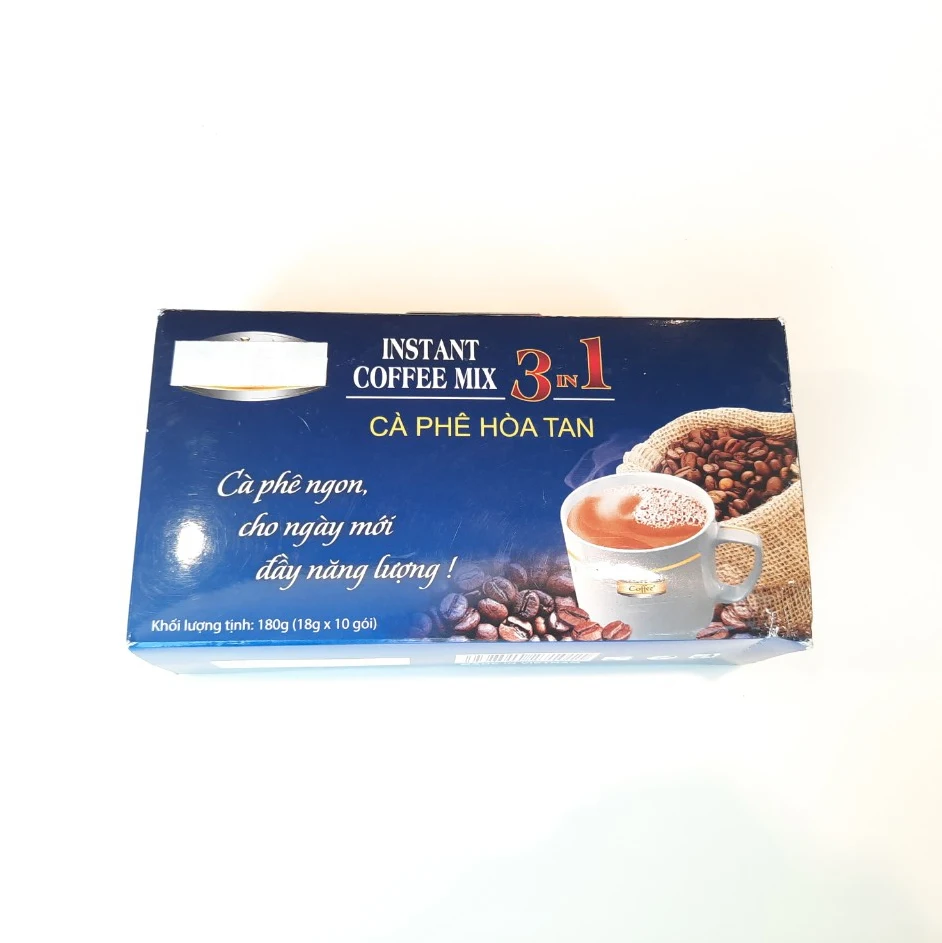 INSTANT
COFFEE MIX
3 IN 1
CÀ PHÊ HÒA TAN
Cà phê ngon,
cho ngày mới
đầy năng lượng !
Coffee
Khối lượng tịnh: 180g (18g x 10 gói)